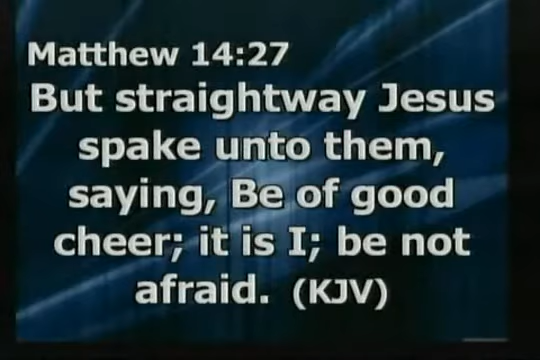 Matthew 14:27
But straightway Jesus
spake unto them,
saying, Be of good
cheer; it is I; be not
afraid. (KJV)